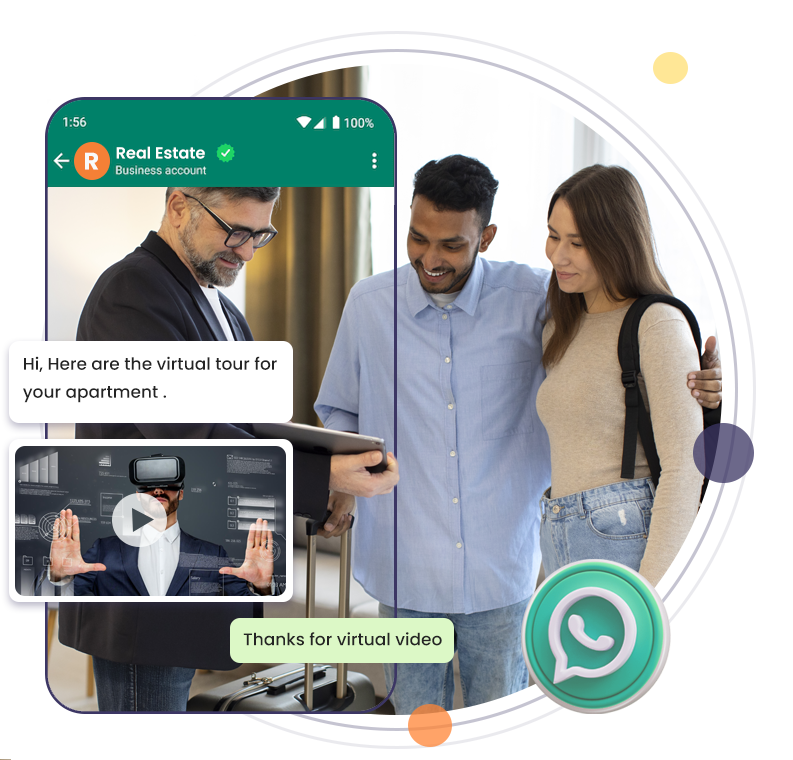 1:56
100%
R
Real Estate
Business account
Hi, Here are the virtual tour for
your apartment .
Thanks for virtual video